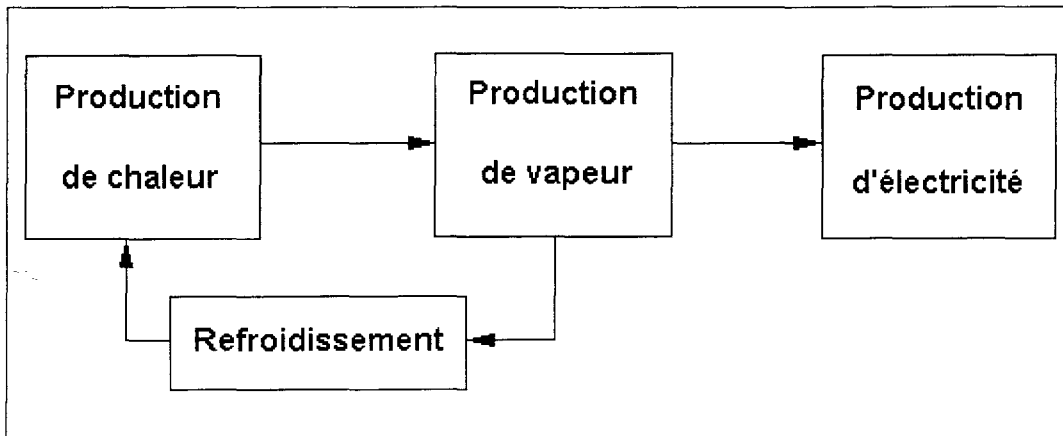 Production
de chaleur
Production
de vapeur
Production
d'électricité
Refroidissement